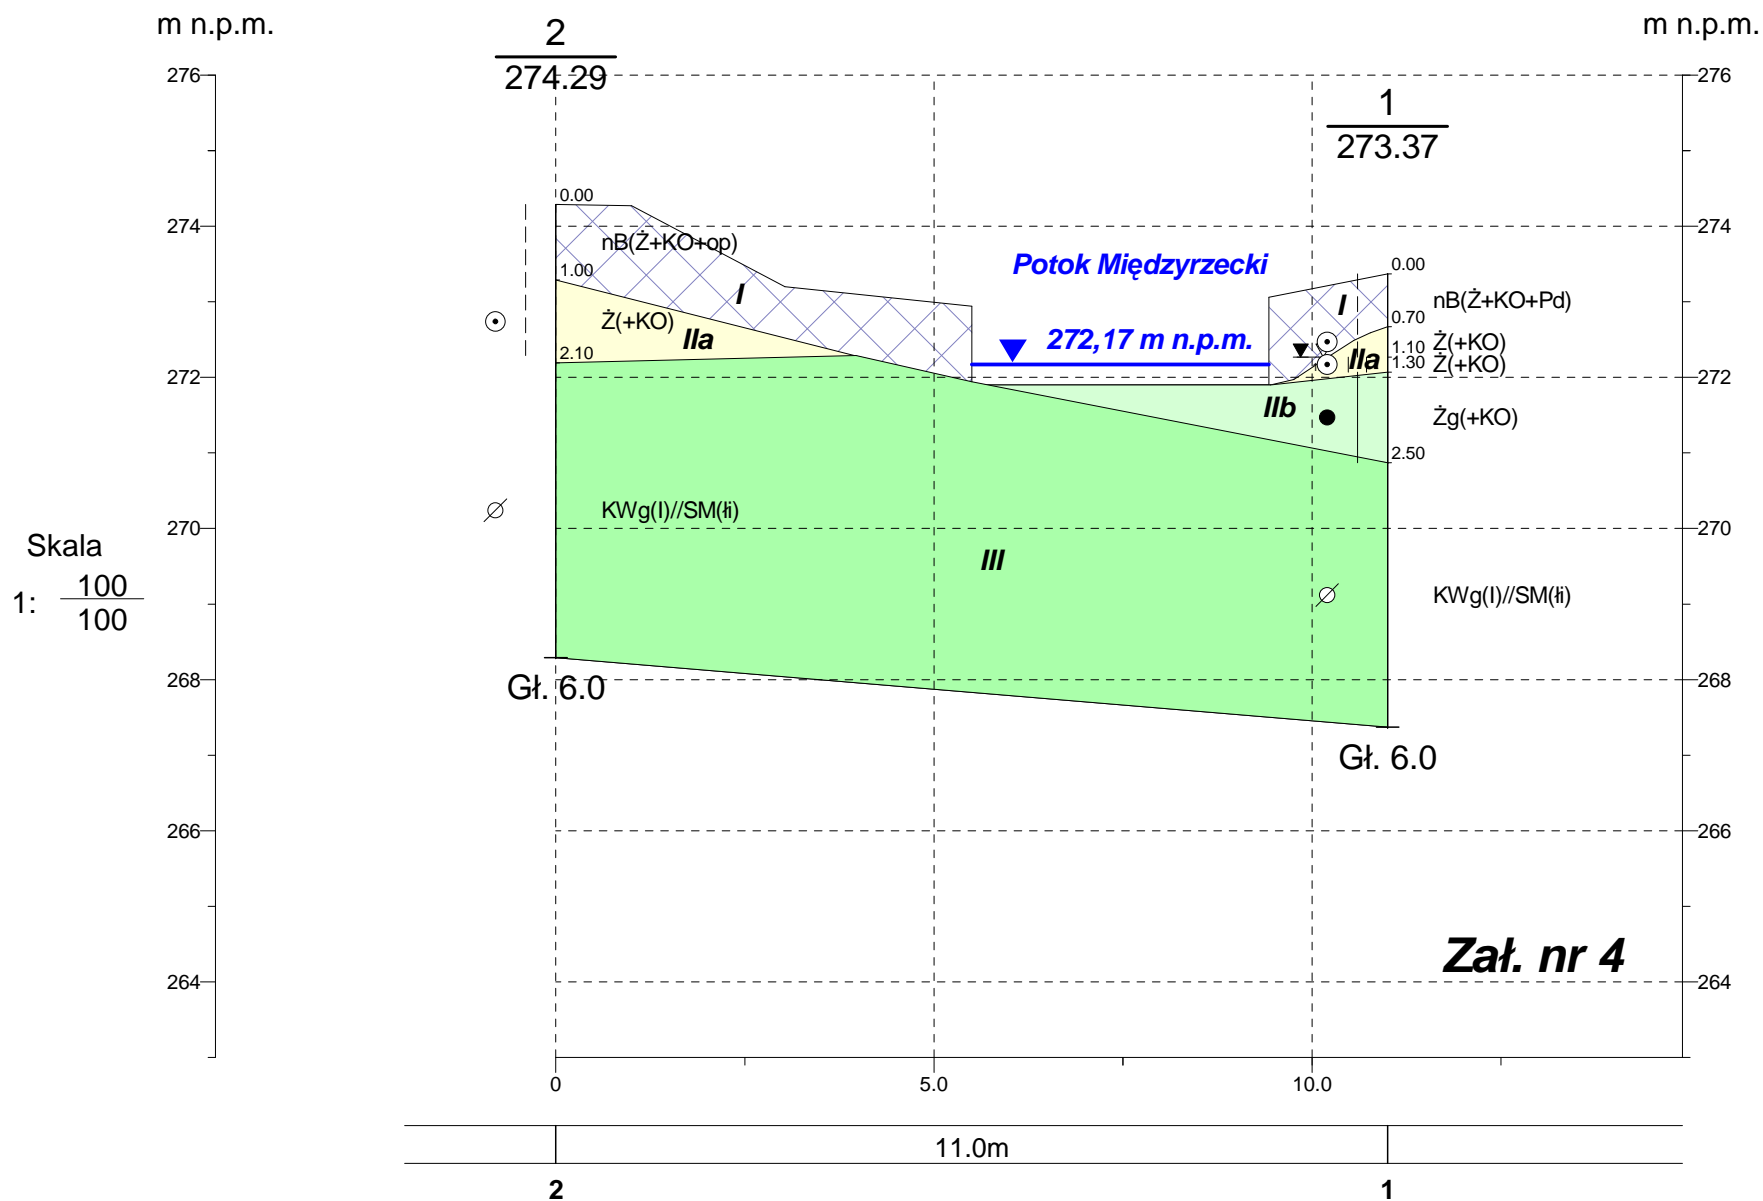 m n.p.m.
m n.p.m.
2
274.29
276
276
1
273.37
0.00
274
274
nB(Ż+KO+op)
Potok Międzyrzecki
0.00
1.00
I
I
nB(Ż+KO+Pd)
0.70
Ż(+KO)
IIa
272,17 m n.p.m.
Ż(+KO)
1.10
2.10
IIa
1.30
Ż(+KO)
272
272
IIb
Żg(+KO)
2.50
KWg(I)//SM(łi)
270
270
Skala
1: 100
100
III
KWg(I)//SM(łi)
268
268
Gł. 6.0
Gł. 6.0
266
266
Zał. nr 4
264
264
0
5.0
10.0
11.0m
2
1